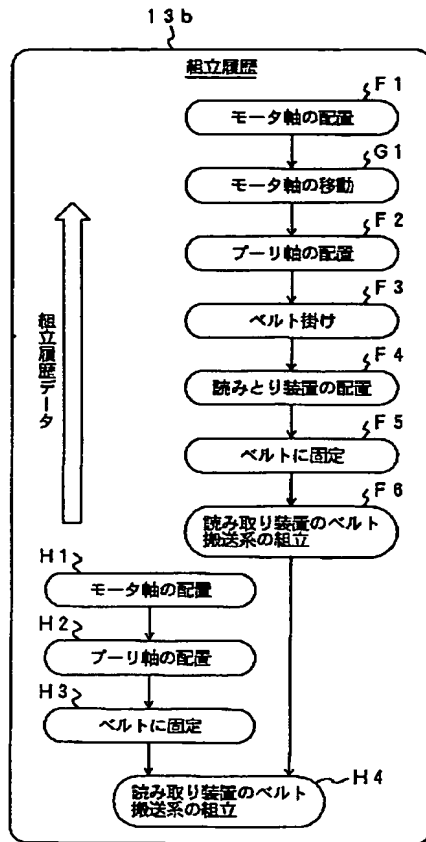 13b
組立履歴
F1
モータ軸の配置
G1
モータ軸の移動
F2
プーリ軸の配置
F3
ベルト掛け
F4
読みとり装置の配置
F5
ベルトに固定
F6
読み取り装置のベルト
搬送系の組立
組立履歴データ
H1
モータ軸の配置
H2
プーリ軸の配置
H3
ベルトに固定
H4
読み取り装置のベルト
搬送系の組立